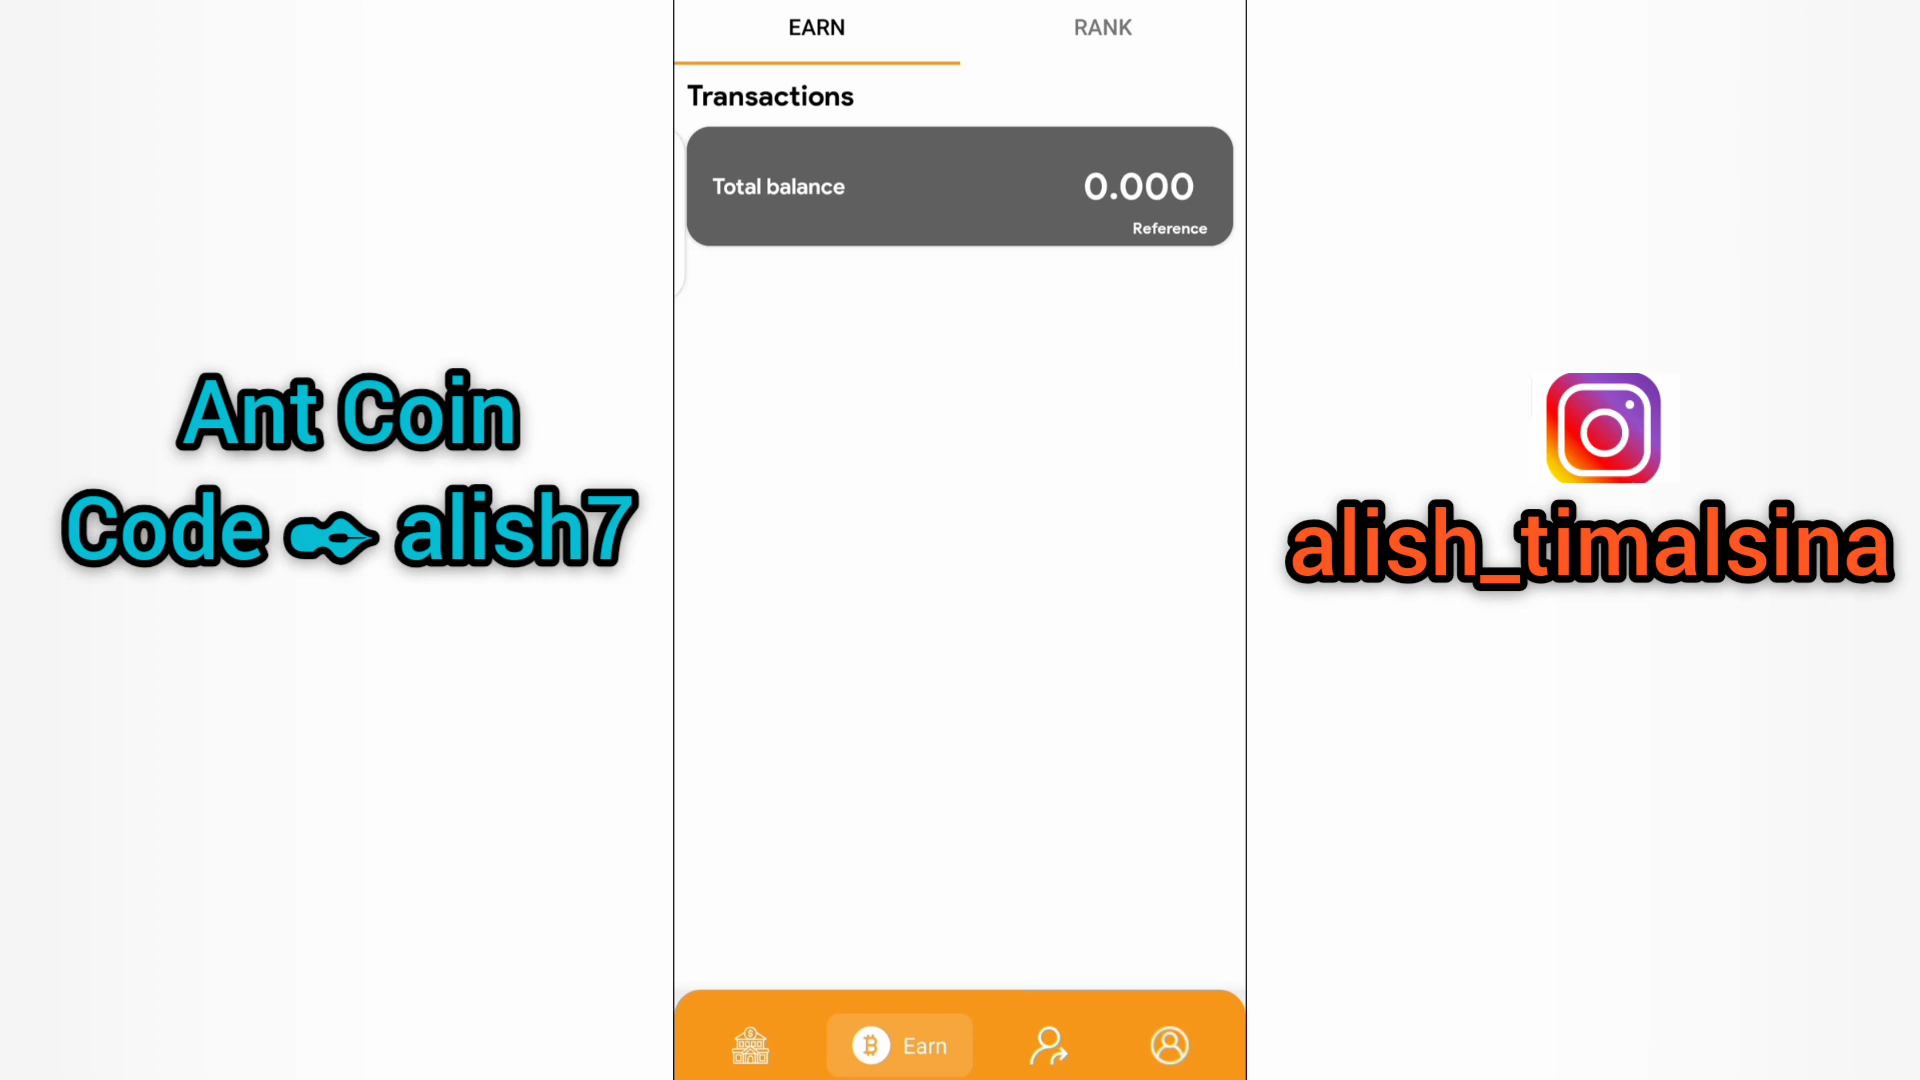 EARN
RANK
Transactions
Total balance
0.000
Reference
Ant Coin
Code ✒ alish7
alish_timalsina
Earn